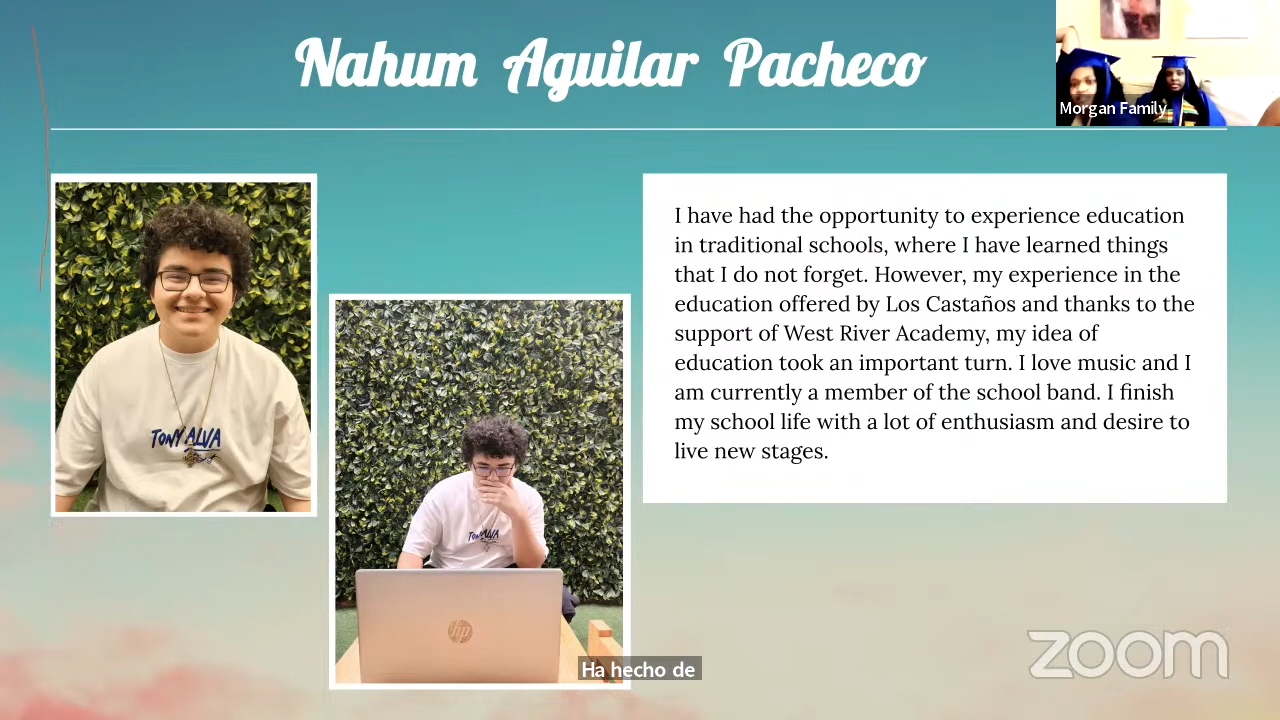 Nahum Aguilar Pacheco
Morgan Family
I have had the opportunity to experience education
in traditional schools, where I have learned things
that I do not forget. However, my experience in the
education offered by Los Castaños and thanks to the
support of West River Academy, my idea of
education took an important turn. I love music and I
am currently a member of the school band. I finish
my school life with a lot of enthusiasm and desire to
live new stages.
TONY ALVA
TONY ALVA
hp
Ha hecho de
zoom